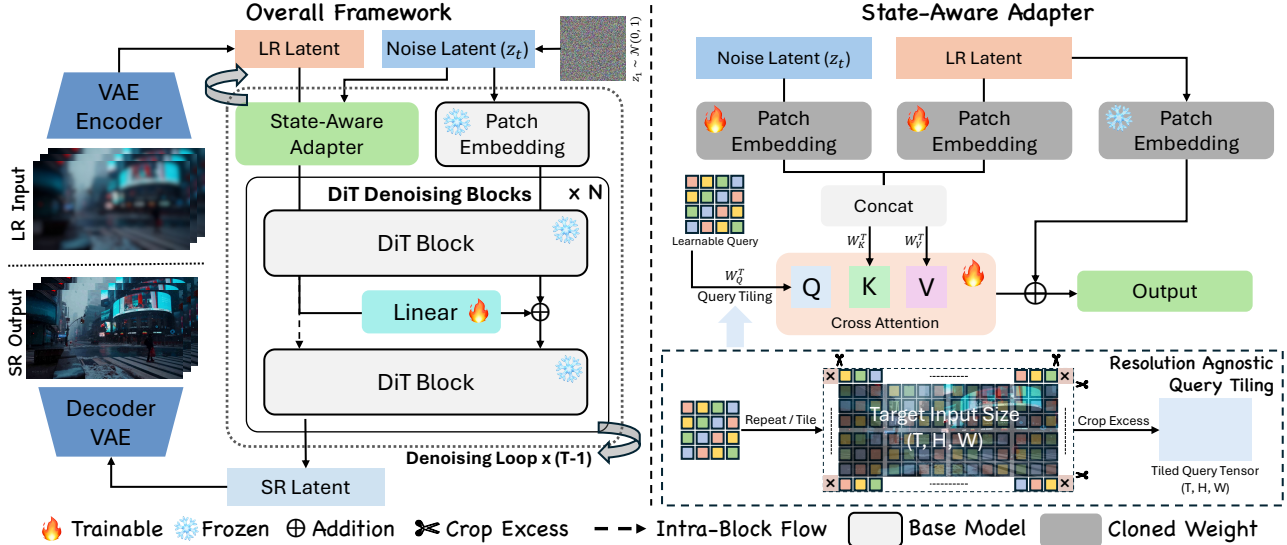 Overall Framework
LR Latent
Noise Latent (z_t)
z_1 ~ N(0, 1)
VAE
Encoder
State-Aware
Adapter
Patch
Embedding
LR Input
DiT Denoising Blocks
x N
DiT Block
Linear
DiT Block
SR Output
Decoder
VAE
Denoising Loop x (T-1)
SR Latent
State-Aware Adapter
Noise Latent (z_t)
LR Latent
Patch
Embedding
Patch
Embedding
Patch
Embedding
Concat
Learnable Query
W_K^T
W_V^T
W_Q^T
Query Tiling
Q
K
V
Cross Attention
Output
Resolution Agnostic
Query Tiling
Repeat / Tile
Target Input Size
(T, H, W)
Crop Excess
Tiled Query Tensor
(T, H, W)
Trainable
Frozen
Addition
Crop Excess
Intra-Block Flow
Base Model
Cloned Weight